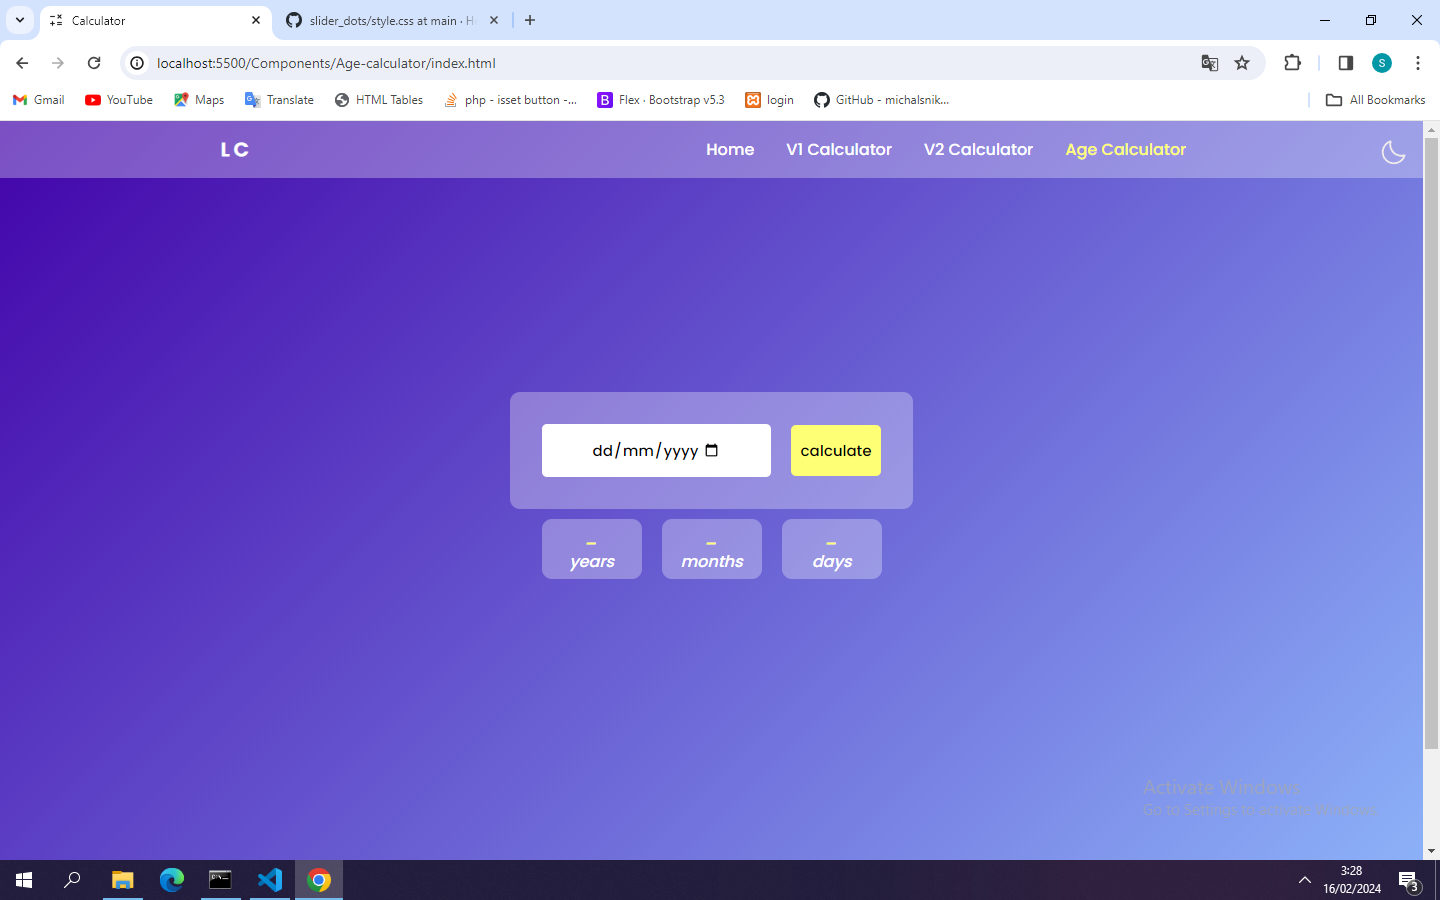 Calculator
slider_dots/style.css at main · H
localhost:5500/Components/Age-calculator/index.html
Gmail YouTube Maps Translate HTML Tables php - isset button -... Flex · Bootstrap v5.3 login GitHub - michalsnik... All Bookmarks
S
L C
Home V1 Calculator V2 Calculator Age Calculator
dd/mm/yyyy calculate
- - -
years months days
Activate Windows
Go to Settings to activate Windows.
3:28
16/02/2024
3